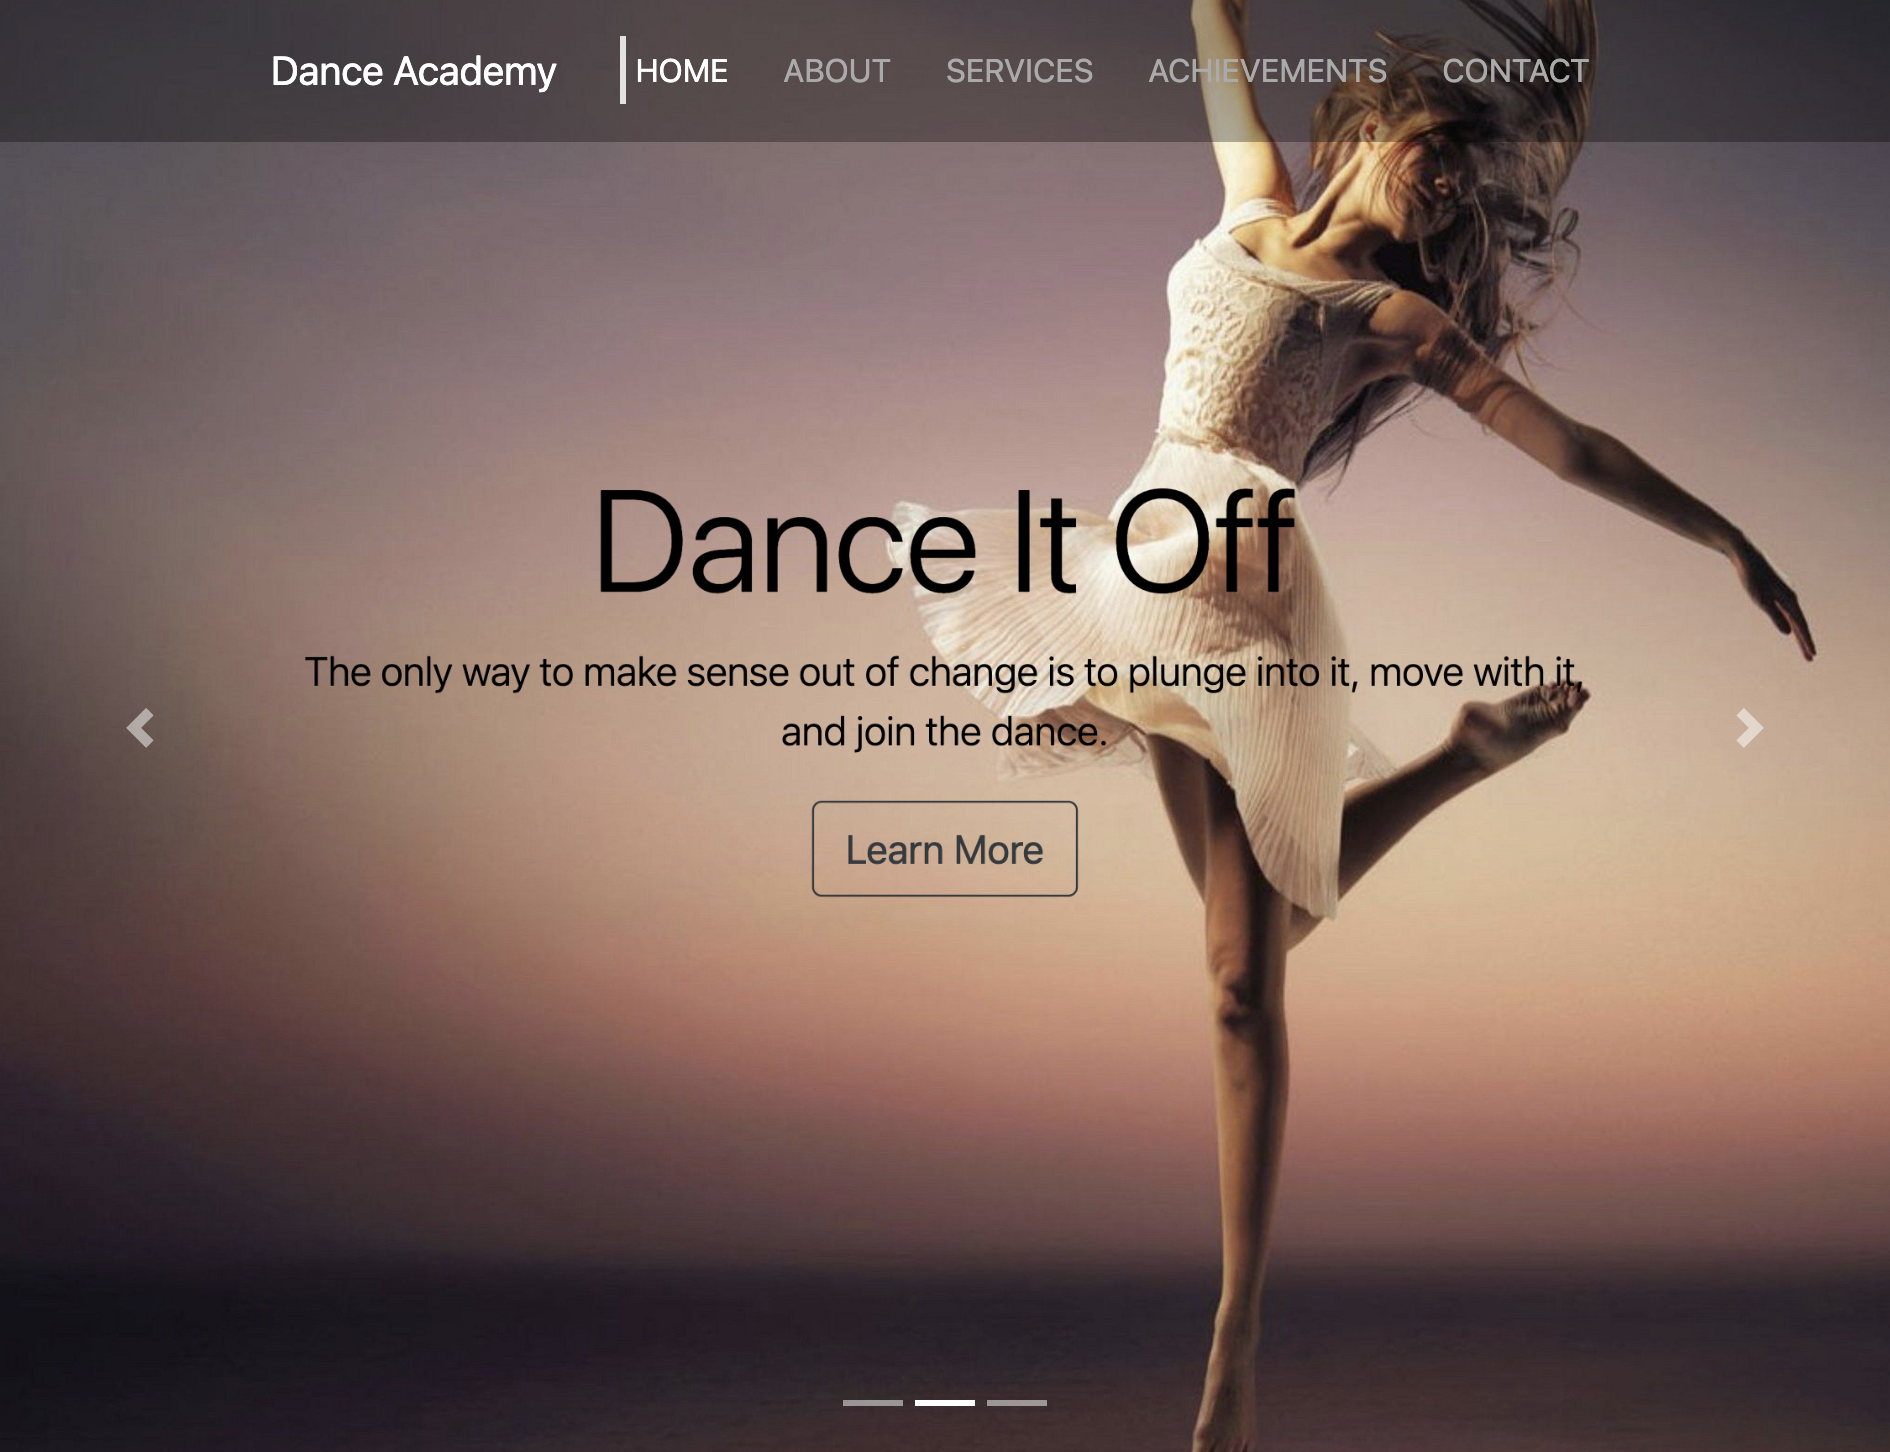 Dance Academy HOME ABOUT SERVICES ACHIEVEMENTS CONTACT
Dance It Off
The only way to make sense out of change is to plunge into it, move with it,
and join the dance.
Learn More